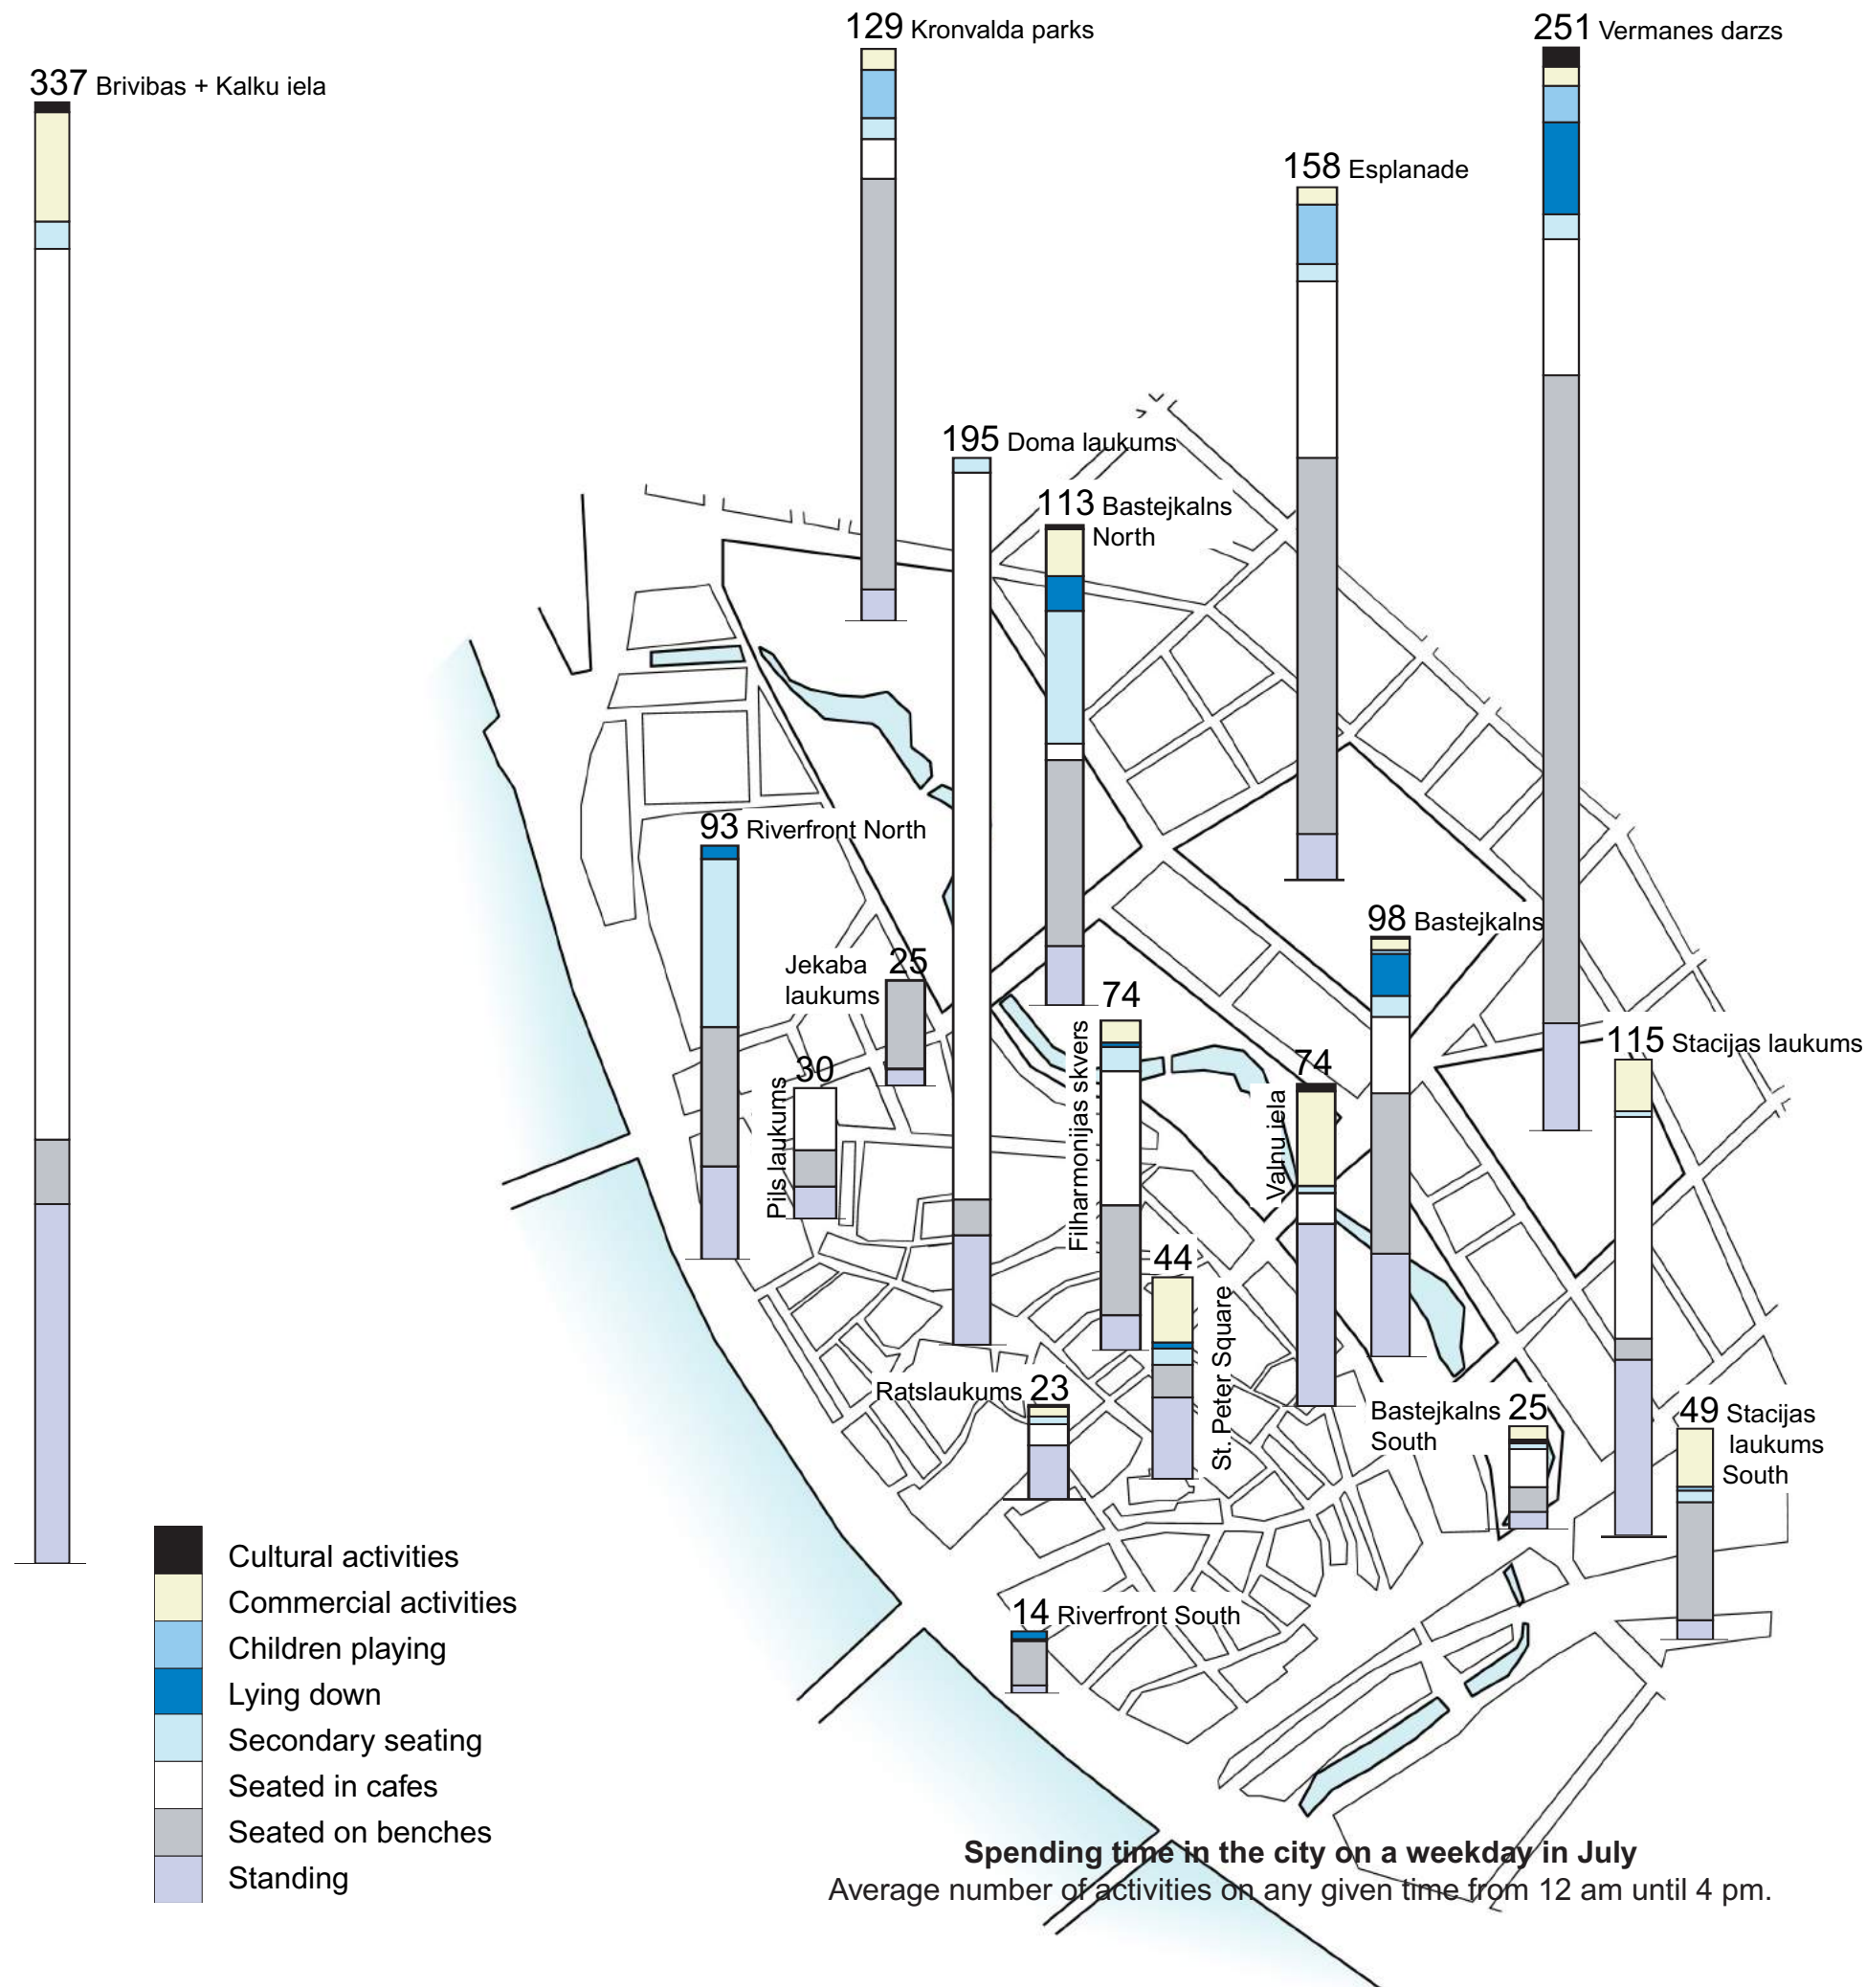 129 Kronvalda parks
251 Vermanes darzs
337 Brivibas + Kalku iela
158 Esplanade
195 Doma laukums
113 Bastejkalns
North
93 Riverfront North
98 Bastejkalns
Jekaba 25
laukums
74
Filharmonijas skvers
30
Pils laukums
74
Valnu iela
115 Stacijas laukums
44
St. Peter Square
Ratslaukums 23
Bastejkalns 25
South
49 Stacijas
laukums
South
14 Riverfront South
Cultural activities
Commercial activities
Children playing
Lying down
Secondary seating
Seated in cafes
Seated on benches
Standing
Spending time in the city on a weekday in July
Average number of activities on any given time from 12 am until 4 pm.